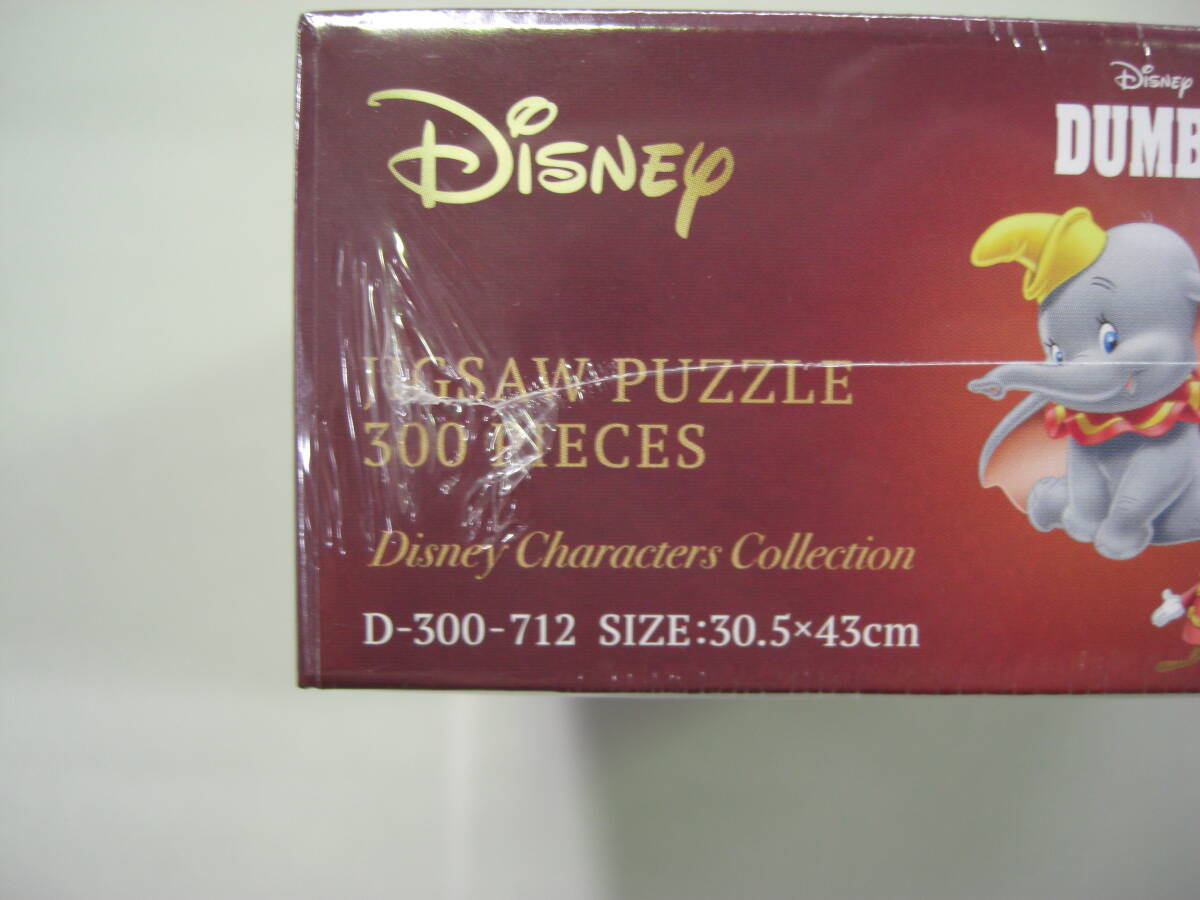 Disney
JIGSAW PUZZLE
300 PIECES
Disney Characters Collection
D-300-712 SIZE:30.5×43cm
Disney
DUMB